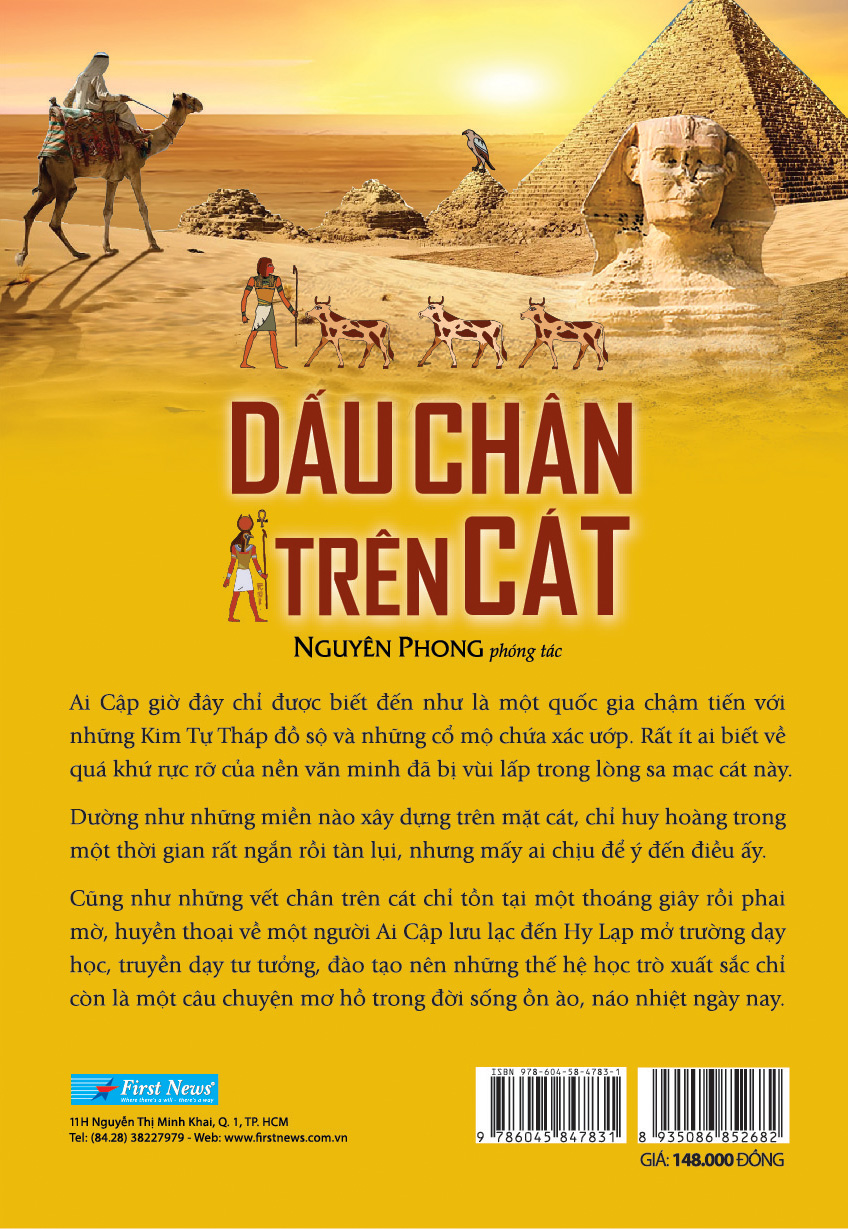 DẤU CHÂN
TRÊN CÁT
NGUYÊN PHONG phóng tác
Ai Cập giờ đây chỉ được biết đến như là một quốc gia chậm tiến với
những Kim Tự Tháp đồ sộ và những cổ mộ chứa xác ướp. Rất ít ai biết về
quá khứ rực rỡ của nền văn minh đã bị vùi lấp trong lòng sa mạc cát này.
Dường như những miền nào xây dựng trên mặt cát, chỉ huy hoàng trong
một thời gian rất ngắn rồi tàn lụi, nhưng mấy ai chịu để ý đến điều ấy.
Cũng như những vết chân trên cát chỉ tồn tại một thoáng giây rồi phai
mờ, huyền thoại về một người Ai Cập lưu lạc đến Hy Lạp mở trường dạy
học, truyền dạy tư tưởng, đào tạo nên những thế hệ học trò xuất sắc chỉ
còn là một câu chuyện mơ hồ trong đời sống ồn ào, náo nhiệt ngày nay.
First News®
Where there's a will - there's a way
11H Nguyễn Thị Minh Khai, Q. 1, TP. HCM
Tel: (84.28) 38227979 - Web: www.firstnews.com.vn
ISBN 978-604-58-4783-1
9 786045 847831
8 935086 852682
GIÁ: 148.000 ĐỒNG